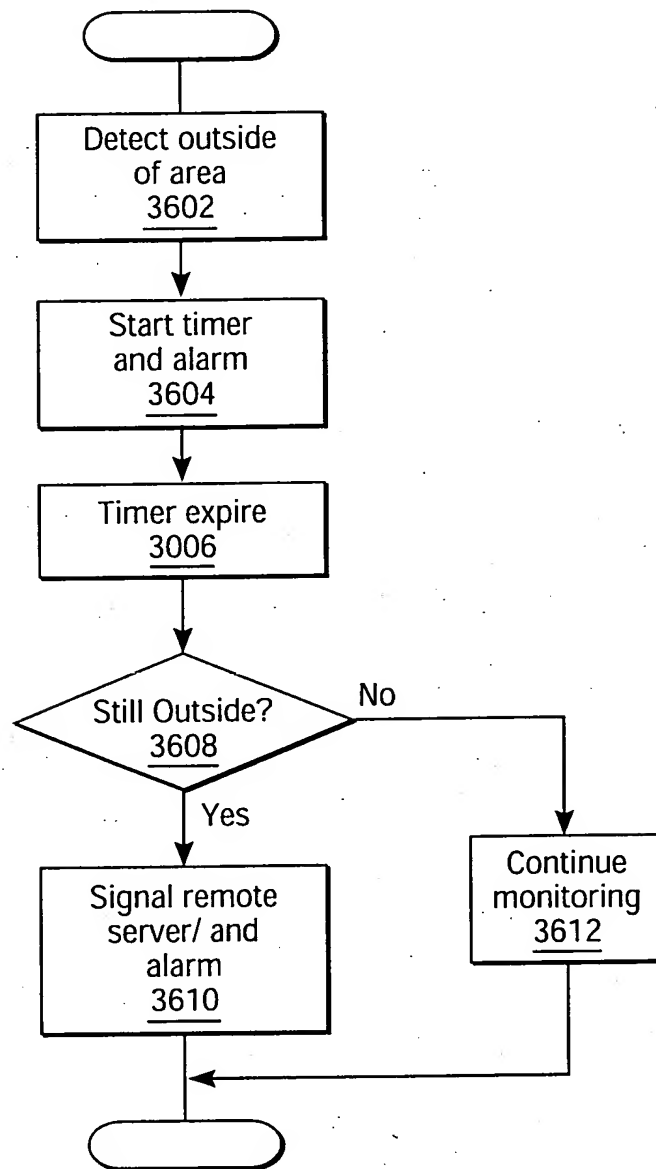 Detect outside
of area
3602
Start timer
and alarm
3604
Timer expire
3006
Still Outside?
3608
No
Yes
Signal remote
server/ and
alarm
3610
Continue
monitoring
3612